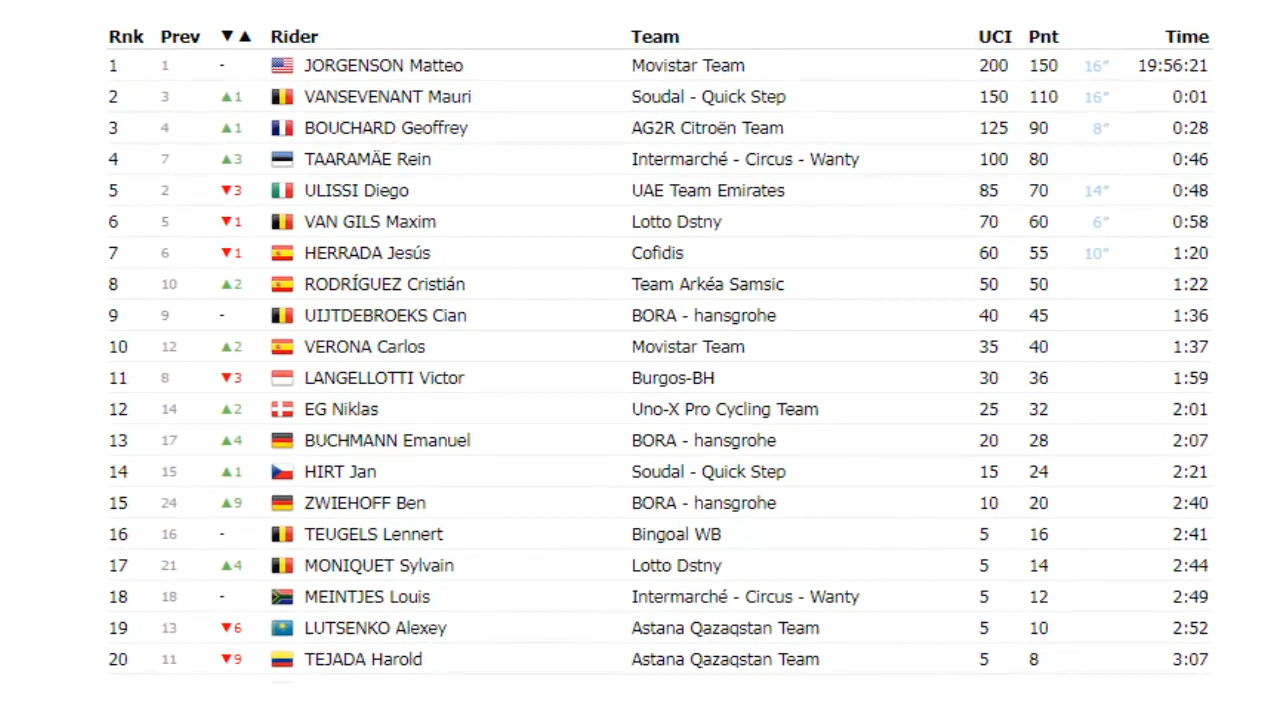 Rnk Prev ▼▲ Rider Team UCI Pnt Time
1 1 - JORGENSON Matteo Movistar Team 200 150 16″ 19:56:21
2 3 ▲1 VANSEVENANT Mauri Soudal - Quick Step 150 110 16″ 0:01
3 4 ▲1 BOUCHARD Geoffrey AG2R Citroën Team 125 90 8″ 0:28
4 7 ▲3 TAARAMÄE Rein Intermarché - Circus - Wanty 100 80 0:46
5 2 ▼3 ULISSI Diego UAE Team Emirates 85 70 14″ 0:48
6 5 ▼1 VAN GILS Maxim Lotto Dstny 70 60 6″ 0:58
7 6 ▼1 HERRADA Jesús Cofidis 60 55 10″ 1:20
8 10 ▲2 RODRÍGUEZ Cristián Team Arkéa Samsic 50 50 1:22
9 9 - UIJTDEBROEKS Cian BORA - hansgrohe 40 45 1:36
10 12 ▲2 VERONA Carlos Movistar Team 35 40 1:37
11 8 ▼3 LANGELLOTTI Victor Burgos-BH 30 36 1:59
12 14 ▲2 EG Niklas Uno-X Pro Cycling Team 25 32 2:01
13 17 ▲4 BUCHMANN Emanuel BORA - hansgrohe 20 28 2:07
14 15 ▲1 HIRT Jan Soudal - Quick Step 15 24 2:21
15 24 ▲9 ZWIEHOFF Ben BORA - hansgrohe 10 20 2:40
16 16 - TEUGELS Lennert Bingoal WB 5 16 2:41
17 21 ▲4 MONIQUET Sylvain Lotto Dstny 5 14 2:44
18 18 - MEINTJES Louis Intermarché - Circus - Wanty 5 12 2:49
19 13 ▼6 LUTSENKO Alexey Astana Qazaqstan Team 5 10 2:52
20 11 ▼9 TEJADA Harold Astana Qazaqstan Team 5 8 3:07